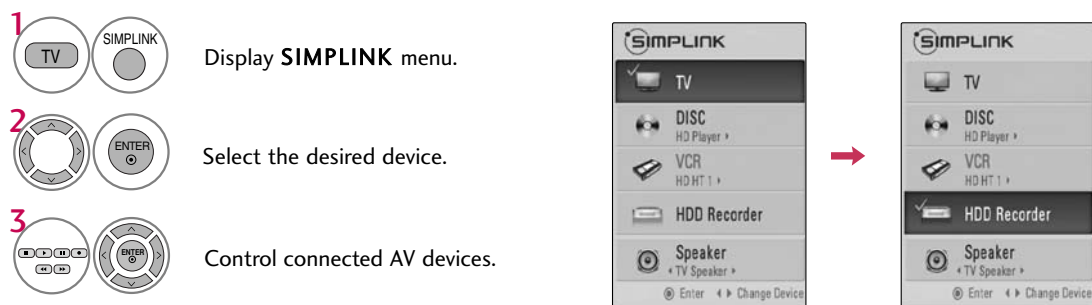 1
TV
SIMPLINK
Display SIMPLINK menu.
2
ENTER
Select the desired device.
3
ENTER
Control connected AV devices.
SIMPLINK
TV
DISC
HD Player
VCR
HD HT 1
HDD Recorder
Speaker
TV Speaker
Enter Change Device
SIMPLINK
TV
DISC
HD Player
VCR
HD HT 1
HDD Recorder
Speaker
TV Speaker
Enter Change Device